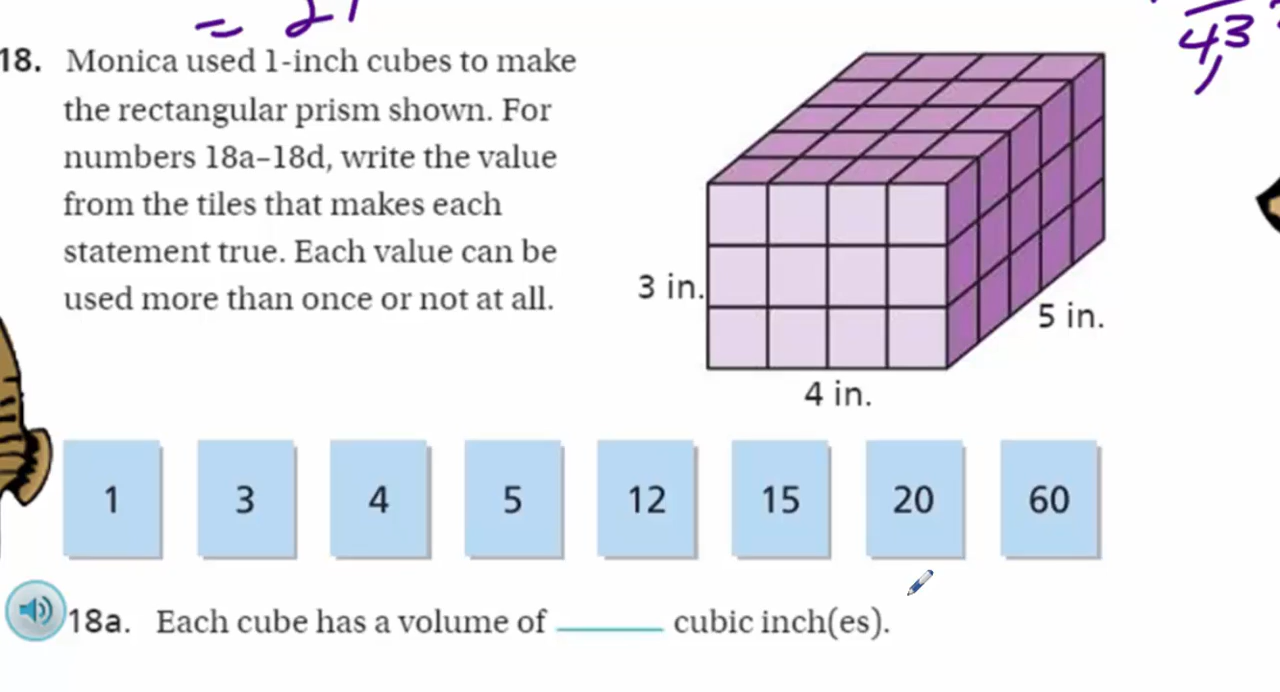 = 2
4,3
18. Monica used 1-inch cubes to make
the rectangular prism shown. For
numbers 18a–18d, write the value
from the tiles that makes each
statement true. Each value can be
used more than once or not at all.
3 in.
5 in.
4 in.
1 3 4 5 12 15 20 60
18a. Each cube has a volume of ______ cubic inch(es).